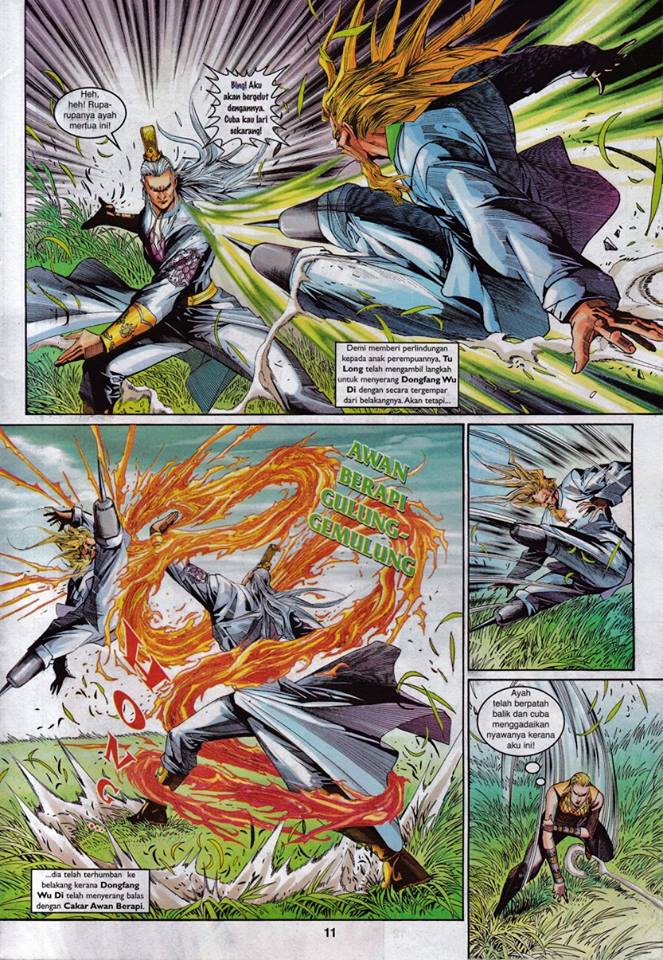 Heh,
heh! Rupa-
rupanya ayah
mertua ini!
Bing! Aku
akan bergelut
dengannya.
Cuba kau lari
sekarang!
Demi memberi perlindungan
kepada anak perempuannya, Tu
Long telah mengambil langkah
untuk menyerang Dongfang Wu
Di dengan secara tergempar
dari belakangnya. Akan tetapi...
AWAN
BERAPI
GULUNG-
GEMULUNG
HONG
...dia telah terhumban ke
belakang kerana Dongfang
Wu Di telah menyerang balas
dengan Cakar Awan Berapi.
Ayah
telah berpatah
balik dan cuba
menggadaikan
nyawanya kerana
aku ini!
11